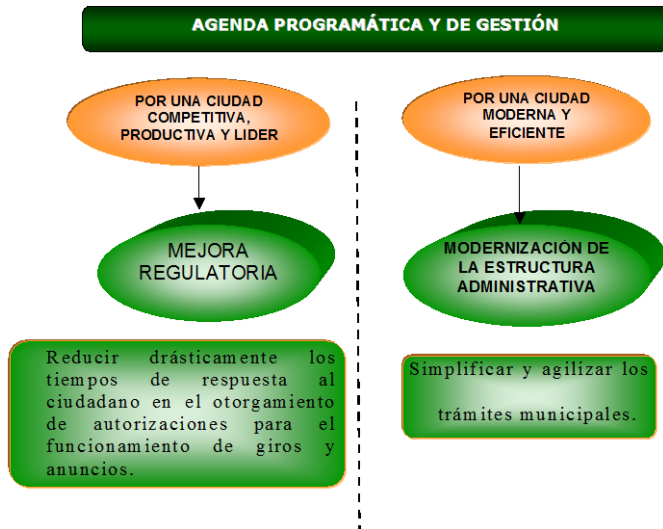 AGENDA PROGRAMÁTICA Y DE GESTIÓN
POR UNA CIUDAD
COMPETITIVA,
PRODUCTIVA Y LIDER
MEJORA
REGULATORIA
Reducir drásticamente los
tiempos de respuesta al
ciudadano en el otorgamiento
de autorizaciones para el
funcionamiento de giros y
anuncios.
POR UNA CIUDAD
MODERNA Y
EFICIENTE
MODERNIZACIÓN DE
LA ESTRUCTURA
ADMINISTRATIVA
Simplificar y agilizar los
trámites municipales.